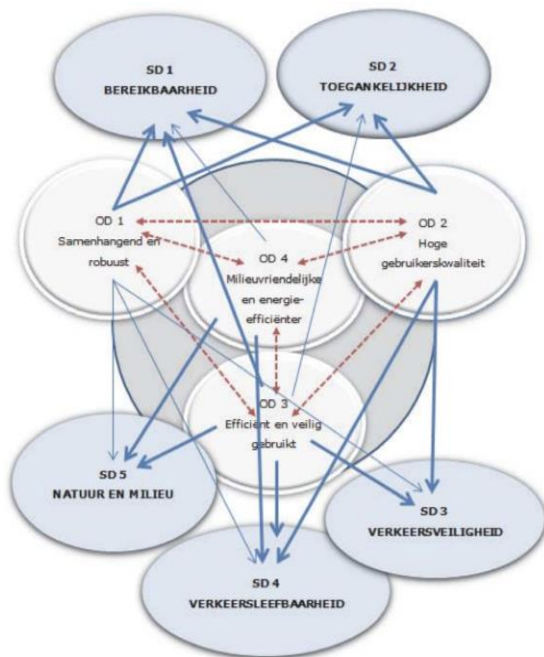 SD 1
BEREIKBAARHEID
SD 2
TOEGANKELIJKHEID
OD 1
Samenhangend en
robuust
OD 2
Hoge
gebruikerskwaliteit
OD 4
Milieuvriendelijke
en energie-
efficiënter
OD 3
Efficiënt en veilig
gebruikt
SD 5
NATUUR EN MILIEU
SD 3
VERKEERSVEILIGHEID
SD 4
VERKEERSLEEFBAARHEID